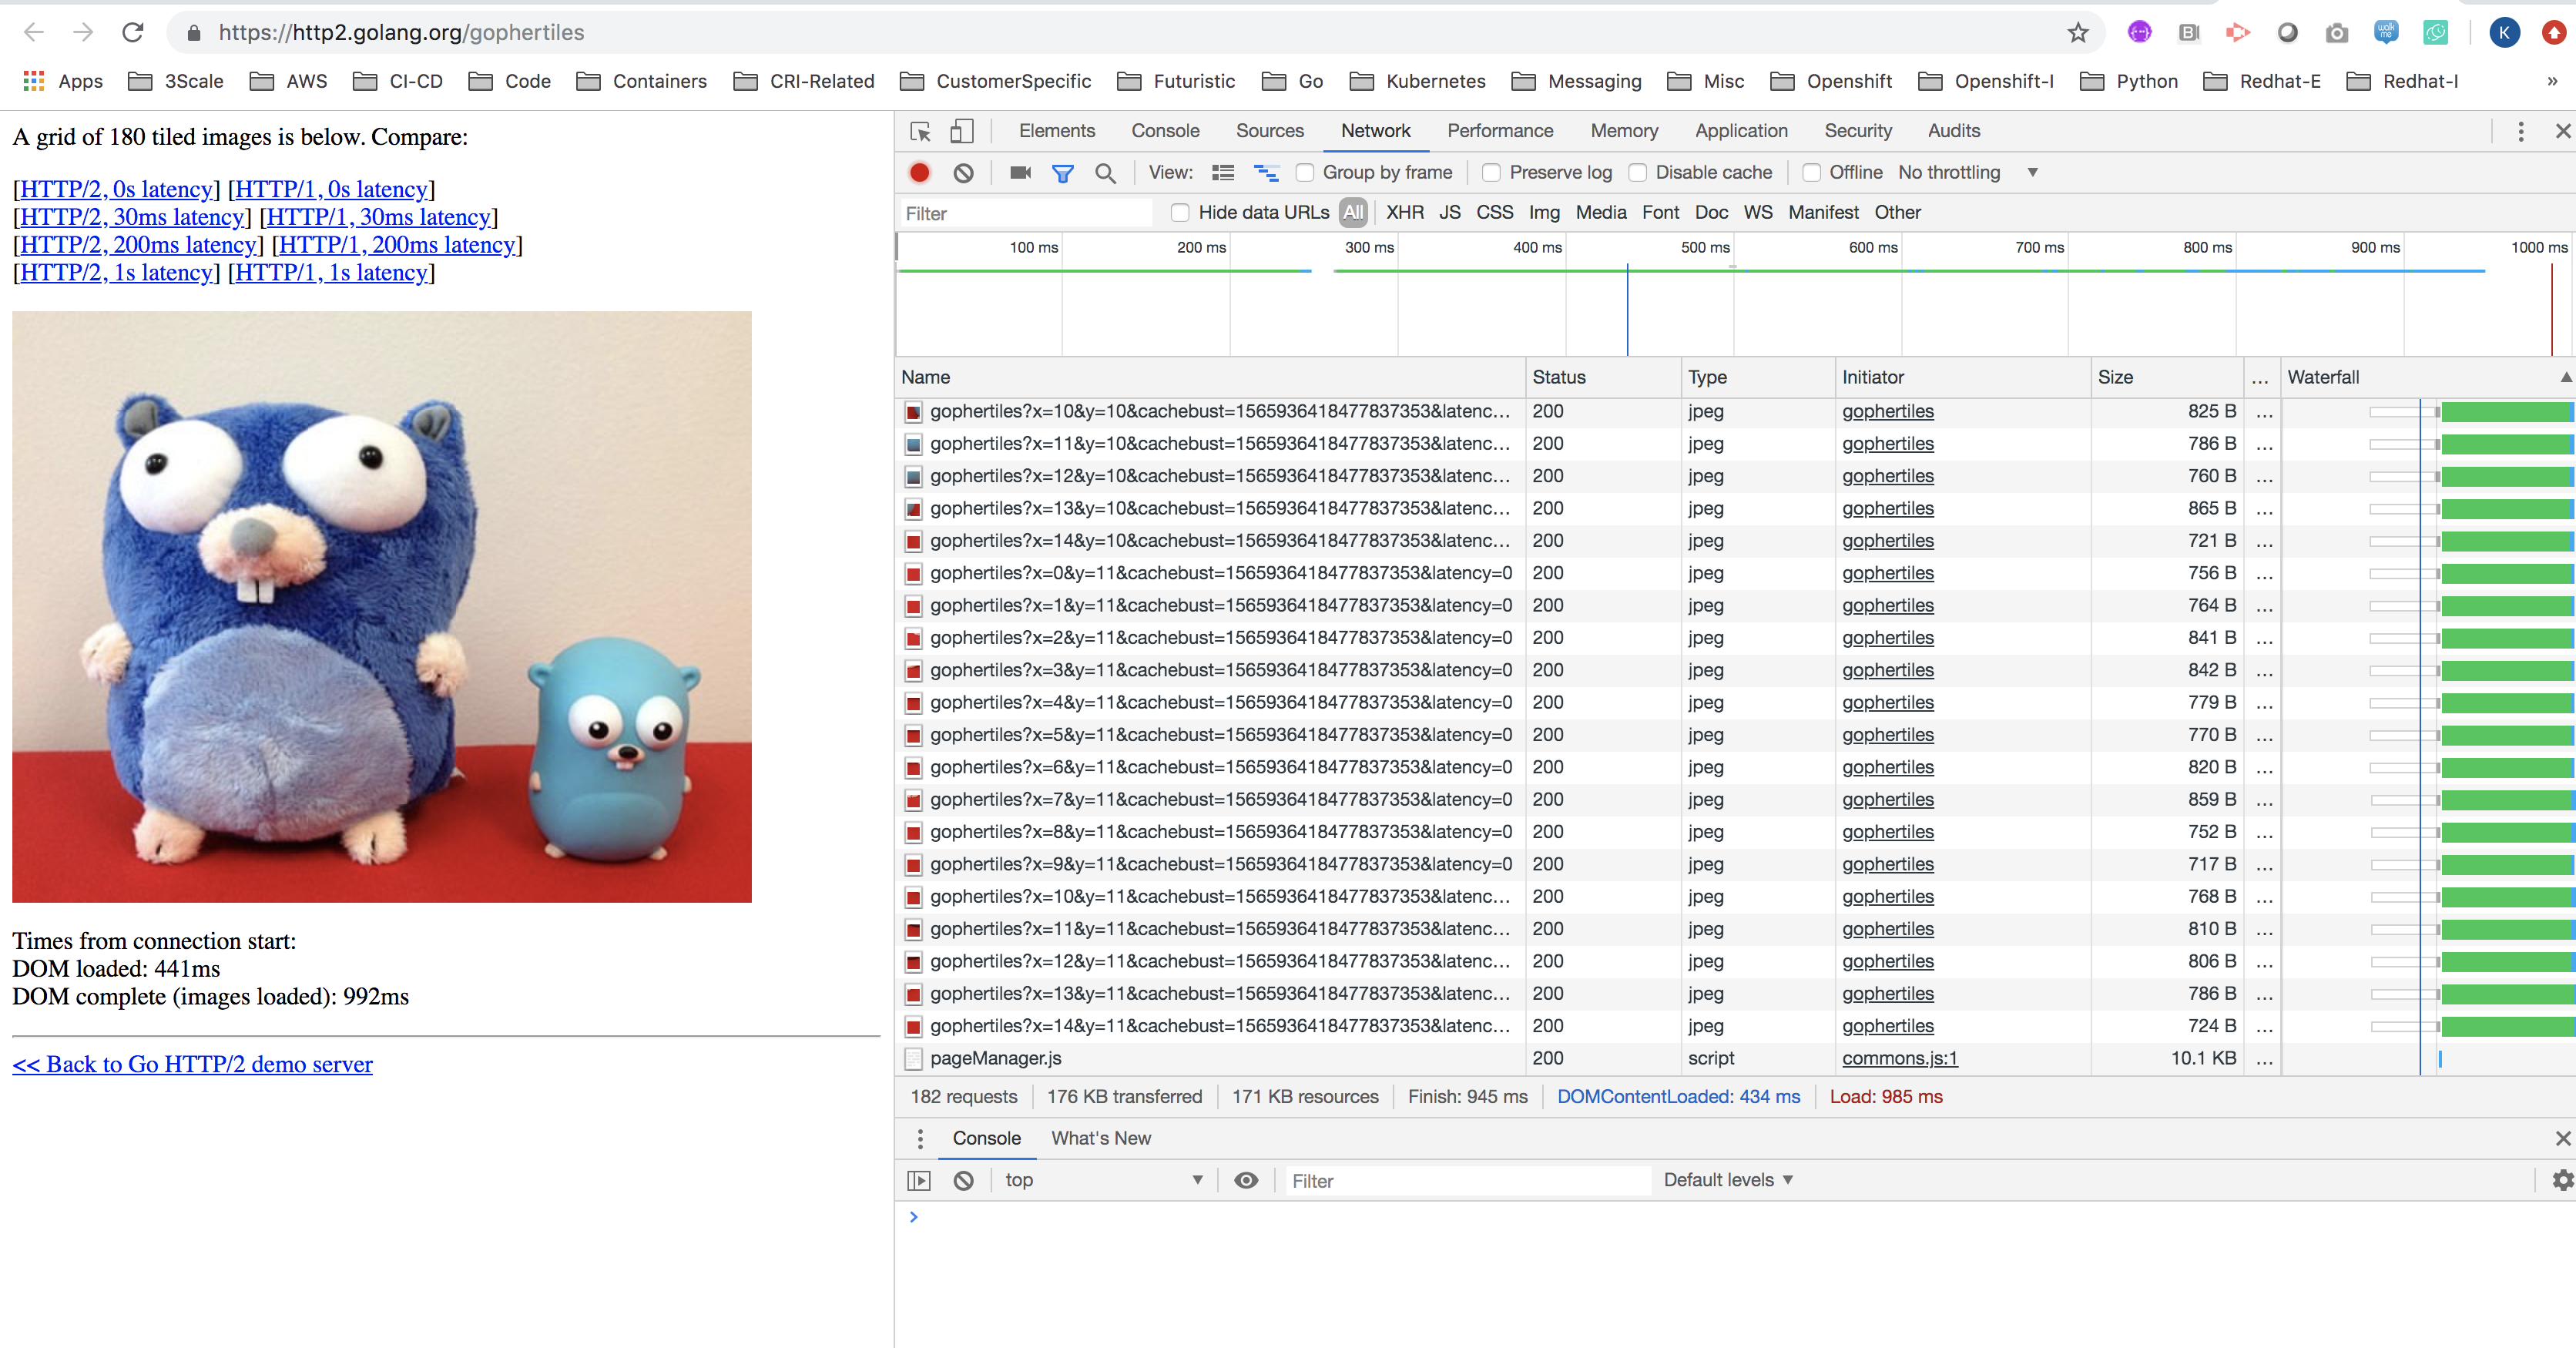 https://http2.golang.org/gophertiles
K
Apps 3Scale AWS CI-CD Code Containers CRI-Related CustomerSpecific Futuristic Go Kubernetes Messaging Misc Openshift Openshift-I Python Redhat-E Redhat-I »
A grid of 180 tiled images is below. Compare:
[HTTP/2, 0s latency] [HTTP/1, 0s latency]
[HTTP/2, 30ms latency] [HTTP/1, 30ms latency]
[HTTP/2, 200ms latency] [HTTP/1, 200ms latency]
[HTTP/2, 1s latency] [HTTP/1, 1s latency]
Times from connection start:
DOM loaded: 441ms
DOM complete (images loaded): 992ms
<< Back to Go HTTP/2 demo server
Elements Console Sources Network Performance Memory Application Security Audits
View: Group by frame Preserve log Disable cache Offline No throttling
Filter Hide data URLs All XHR JS CSS Img Media Font Doc WS Manifest Other
100 ms 200 ms 300 ms 400 ms 500 ms 600 ms 700 ms 800 ms 900 ms 1000 ms
Name Status Type Initiator Size ... Waterfall
gophertiles?x=10&y=10&cachebust=1565936418477837353&latenc... 200 jpeg gophertiles 825 B ...
gophertiles?x=11&y=10&cachebust=1565936418477837353&latenc... 200 jpeg gophertiles 786 B ...
gophertiles?x=12&y=10&cachebust=1565936418477837353&latenc... 200 jpeg gophertiles 760 B ...
gophertiles?x=13&y=10&cachebust=1565936418477837353&latenc... 200 jpeg gophertiles 865 B ...
gophertiles?x=14&y=10&cachebust=1565936418477837353&latenc... 200 jpeg gophertiles 721 B ...
gophertiles?x=0&y=11&cachebust=1565936418477837353&latency=0 200 jpeg gophertiles 756 B ...
gophertiles?x=1&y=11&cachebust=1565936418477837353&latency=0 200 jpeg gophertiles 764 B ...
gophertiles?x=2&y=11&cachebust=1565936418477837353&latency=0 200 jpeg gophertiles 841 B ...
gophertiles?x=3&y=11&cachebust=1565936418477837353&latency=0 200 jpeg gophertiles 842 B ...
gophertiles?x=4&y=11&cachebust=1565936418477837353&latency=0 200 jpeg gophertiles 779 B ...
gophertiles?x=5&y=11&cachebust=1565936418477837353&latency=0 200 jpeg gophertiles 770 B ...
gophertiles?x=6&y=11&cachebust=1565936418477837353&latency=0 200 jpeg gophertiles 820 B ...
gophertiles?x=7&y=11&cachebust=1565936418477837353&latency=0 200 jpeg gophertiles 859 B ...
gophertiles?x=8&y=11&cachebust=1565936418477837353&latency=0 200 jpeg gophertiles 752 B ...
gophertiles?x=9&y=11&cachebust=1565936418477837353&latency=0 200 jpeg gophertiles 717 B ...
gophertiles?x=10&y=11&cachebust=1565936418477837353&latenc... 200 jpeg gophertiles 768 B ...
gophertiles?x=11&y=11&cachebust=1565936418477837353&latenc... 200 jpeg gophertiles 810 B ...
gophertiles?x=12&y=11&cachebust=1565936418477837353&latenc... 200 jpeg gophertiles 806 B ...
gophertiles?x=13&y=11&cachebust=1565936418477837353&latenc... 200 jpeg gophertiles 786 B ...
gophertiles?x=14&y=11&cachebust=1565936418477837353&latenc... 200 jpeg gophertiles 724 B ...
pageManager.js 200 script commons.js:1 10.1 KB ...
182 requests 176 KB transferred 171 KB resources Finish: 945 ms DOMContentLoaded: 434 ms Load: 985 ms
Console What's New
top Filter Default levels